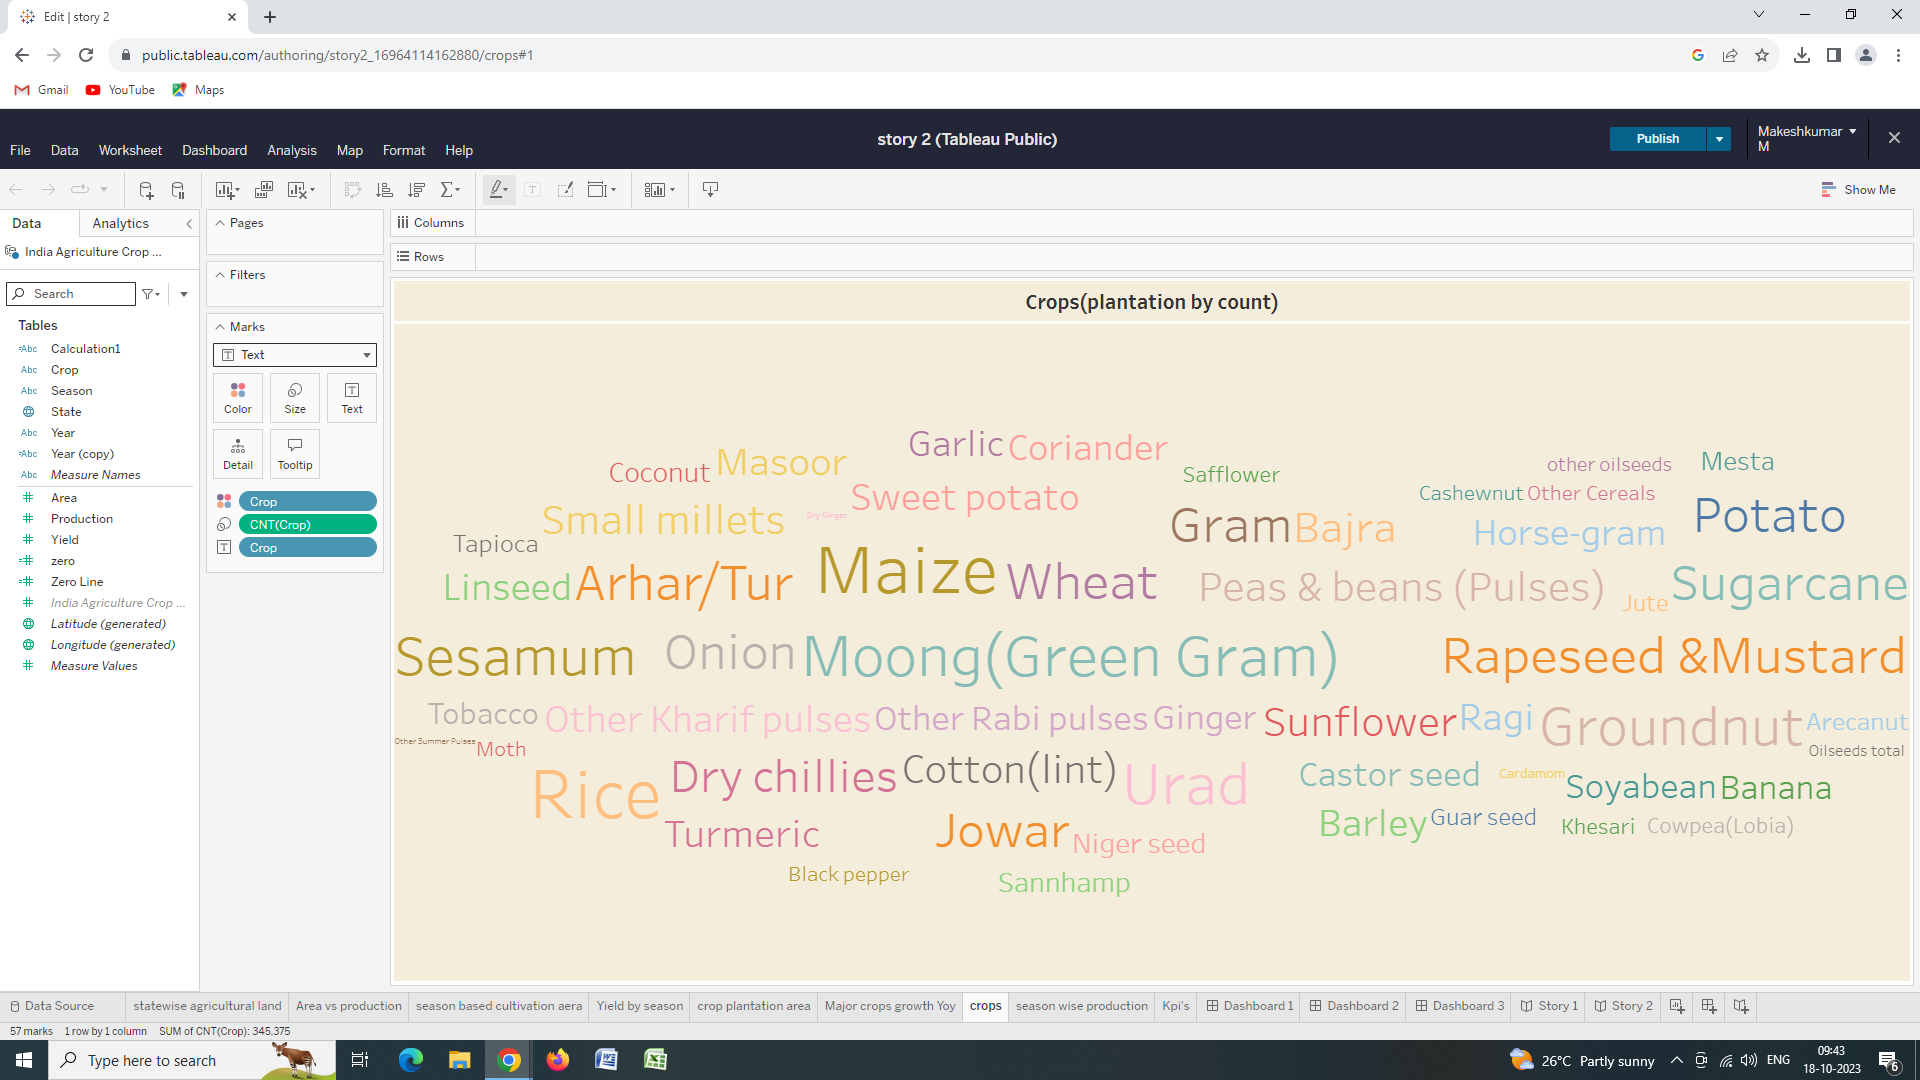 Edit | story 2
public.tableau.com/authoring/story2_16964114162880/crops#1
Gmail YouTube Maps
story 2 (Tableau Public)
Publish
Makeshkumar M
File Data Worksheet Dashboard Analysis Map Format Help
Show Me
Data Analytics
India Agriculture Crop ...
Search
Tables
Abc Calculation1
Abc Crop
Abc Season
State
Abc Year
Abc Year (copy)
Abc Measure Names
Area
Production
Yield
zero
Zero Line
India Agriculture Crop ...
Latitude (generated)
Longitude (generated)
Measure Values
Pages
Filters
Marks
Text
Color Size Text
Detail Tooltip
Crop
CNT(Crop)
Crop
Columns
Rows
Crops(plantation by count)
Garlic Coriander
Coconut Masoor Safflower other oilseeds Mesta
Small millets Dry Ginger Sweet potato Cashewnut Other Cereals
Tapioca Gram Bajra Horse-gram Potato
Linseed Arhar/Tur Maize Wheat Peas & beans (Pulses) Jute Sugarcane
Sesamum Onion Moong(Green Gram) Rapeseed &Mustard
Tobacco Other Kharif pulses Other Rabi pulses Ginger Sunflower Ragi Groundnut Arecanut
Other Summer Pulses Moth Oilseeds total
Rice Dry chillies Cotton(lint) Urad Castor seed Cardamom Soyabean Banana
Turmeric Jowar Niger seed Barley Guar seed Khesari Cowpea(Lobia)
Black pepper Sannhamp
Data Source statewise agricultural land Area vs production season based cultivation aera Yield by season crop plantation area Major crops growth Yoy crops season wise production Kpi's Dashboard 1 Dashboard 2 Dashboard 3 Story 1 Story 2
57 marks 1 row by 1 column SUM of CNT(Crop): 345,375
Type here to search
26°C Partly sunny
ENG
09:43
18-10-2023
6